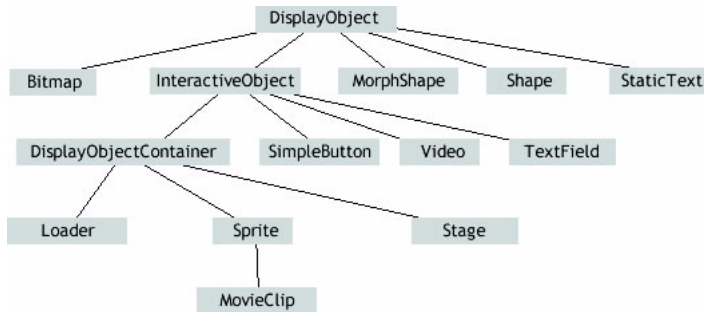 DisplayObject
Bitmap
InteractiveObject
MorphShape
Shape
StaticText
DisplayObjectContainer
SimpleButton
Video
TextField
Loader
Sprite
Stage
MovieClip